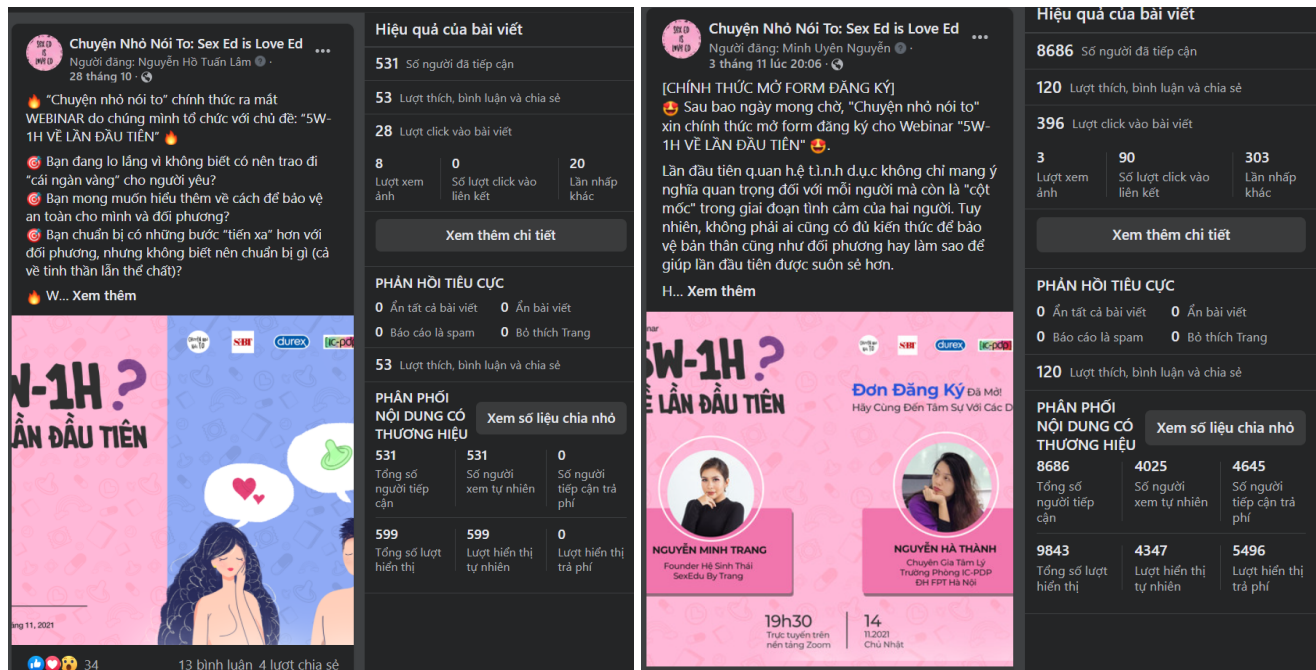 Chuyện Nhỏ Nói To: Sex Ed is Love Ed
Người đăng: Nguyễn Hồ Tuấn Lâm
28 tháng 10
🔥 “Chuyện nhỏ nói to” chính thức ra mắt
WEBINAR do chúng mình tổ chức với chủ đề: “5W-
1H VỀ LẦN ĐẦU TIÊN” 🔥
🎯 Bạn đang lo lắng vì không biết có nên trao đi
“cái ngàn vàng” cho người yêu?
🎯 Bạn mong muốn hiểu thêm về cách để bảo vệ
an toàn cho mình và đối phương?
🎯 Bạn chuẩn bị có những bước “tiến xa” hơn với
đối phương, nhưng không biết nên chuẩn bị gì (cả
về tinh thần lẫn thể chất)?
🔥 W... Xem thêm
CHUYỆN NHỎ NÓI TO
SBF
durex
[ic-pd
W-1H?
ẦN ĐẦU TIÊN
ng 11, 2021
34
13 bình luận 4 lượt chia sẻ
Hiệu quả của bài viết
531 Số người đã tiếp cận
53 Lượt thích, bình luận và chia sẻ
28 Lượt click vào bài viết
8 0 20
Lượt xem ảnh Số lượt click vào liên kết Lần nhấp khác
Xem thêm chi tiết
PHẢN HỒI TIÊU CỰC
0 Ẩn tất cả bài viết 0 Ẩn bài viết
0 Báo cáo là spam 0 Bỏ thích Trang
53 Lượt thích, bình luận và chia sẻ
PHÂN PHỐI
NỘI DUNG CÓ
THƯƠNG HIỆU
Xem số liệu chia nhỏ
531 531 0
Tổng số người tiếp cận Số người xem tự nhiên Số người tiếp cận trả phí
599 599 0
Tổng số lượt hiển thị Lượt hiển thị tự nhiên Lượt hiển thị trả phí
Chuyện Nhỏ Nói To: Sex Ed is Love Ed
Người đăng: Minh Uyên Nguyễn
3 tháng 11 lúc 20:06
[CHÍNH THỨC MỞ FORM ĐĂNG KÝ]
🤩 Sau bao ngày mong chờ, "Chuyện nhỏ nói to"
xin chính thức mở form đăng ký cho Webinar "5W-
1H VỀ LẦN ĐẦU TIÊN" 🤩.
Lần đầu tiên q.uan h.ệ t.ì.n.h d.ụ.c không chỉ mang ý
nghĩa quan trọng đối với mỗi người mà còn là "cột
mốc" trong giai đoạn tình cảm của hai người. Tuy
nhiên, không phải ai cũng có đủ kiến thức để bảo
vệ bản thân cũng như đối phương hay làm sao để
giúp lần đầu tiên được suôn sẻ hơn.
H... Xem thêm
inar
SBF
durex
[ic-pdp]
5W-1H?
Ề LẦN ĐẦU TIÊN
Đơn Đăng Ký Đã Mở!
Hãy Cùng Đến Tâm Sự Với Các D
NGUYỄN MINH TRANG
Founder Hệ Sinh Thái
SexEdu By Trang
NGUYỄN HÀ THÀNH
Chuyên Gia Tâm Lý
Trưởng Phòng IC-PDP
ĐH FPT Hà Nội
19h30
Trực tuyến trên
nền tảng Zoom
14
11.2021
Chủ Nhật
Hiệu quả của bài viết
8686 Số người đã tiếp cận
120 Lượt thích, bình luận và chia sẻ
396 Lượt click vào bài viết
3 90 303
Lượt xem ảnh Số lượt click vào liên kết Lần nhấp khác
Xem thêm chi tiết
PHẢN HỒI TIÊU CỰC
0 Ẩn tất cả bài viết 0 Ẩn bài viết
0 Báo cáo là spam 0 Bỏ thích Trang
120 Lượt thích, bình luận và chia sẻ
PHÂN PHỐI
NỘI DUNG CÓ
THƯƠNG HIỆU
Xem số liệu chia nhỏ
8686 4025 4645
Tổng số người tiếp cận Số người xem tự nhiên Số người tiếp cận trả phí
9843 4347 5496
Tổng số lượt hiển thị Lượt hiển thị tự nhiên Lượt hiển thị trả phí